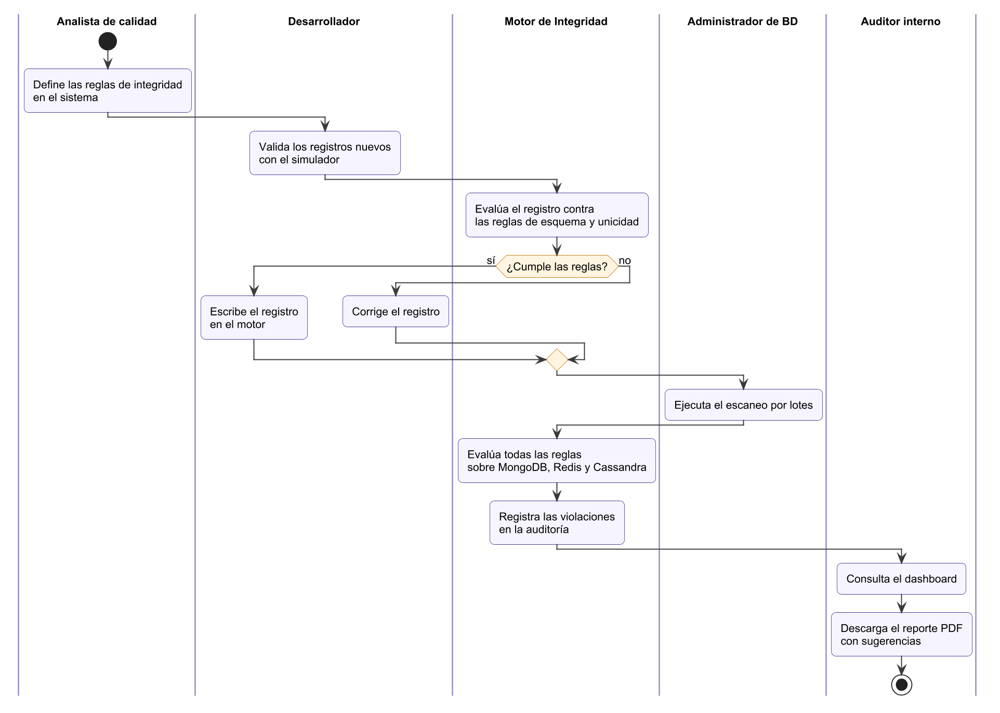 Analista de calidad
Desarrollador
Motor de Integridad
Administrador de BD
Auditor interno
Define las reglas de integridad
en el sistema
Valida los registros nuevos
con el simulador
Evalúa el registro contra
las reglas de esquema y unicidad
sí
¿Cumple las reglas?
no
Escribe el registro
en el motor
Corrige el registro
Ejecuta el escaneo por lotes
Evalúa todas las reglas
sobre MongoDB, Redis y Cassandra
Registra las violaciones
en la auditoría
Consulta el dashboard
Descarga el reporte PDF
con sugerencias